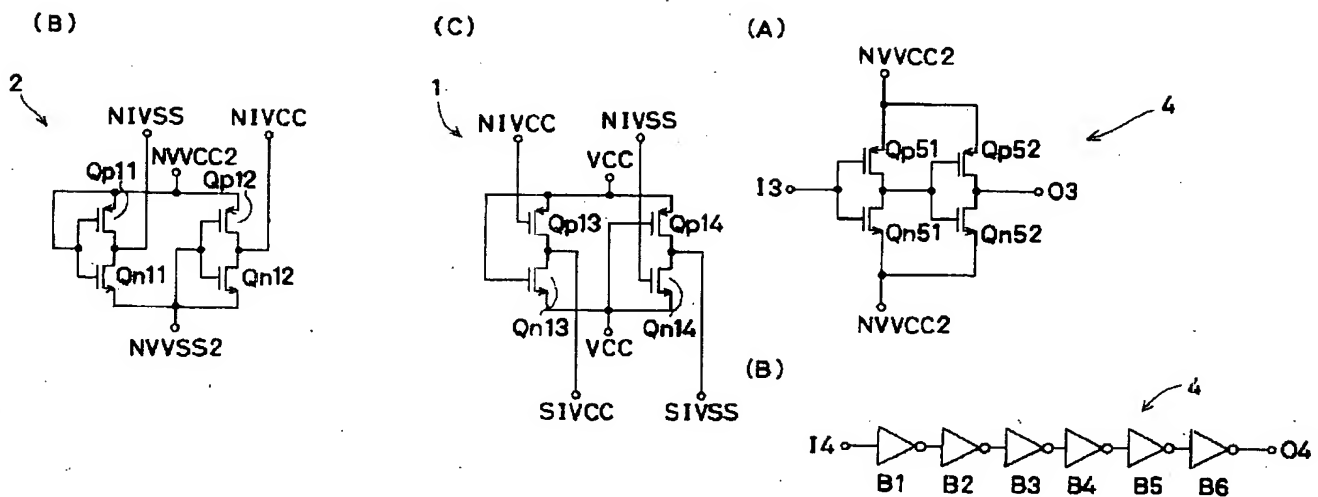 (B)
2
NIVSS
NIVCC
NVVCC2
Qp11
Qp12
Qn11
Qn12
NVVSS2
(C)
1
NIVCC
NIVSS
VCC
Qp13
Qp14
Qn13
Qn14
VCC
SIVCC
SIVSS
(A)
NVVCC2
4
Qp51
Qp52
I3
O3
Qn51
Qn52
NVVCC2
(B)
4
I4
O4
B1 B2 B3 B4 B5 B6